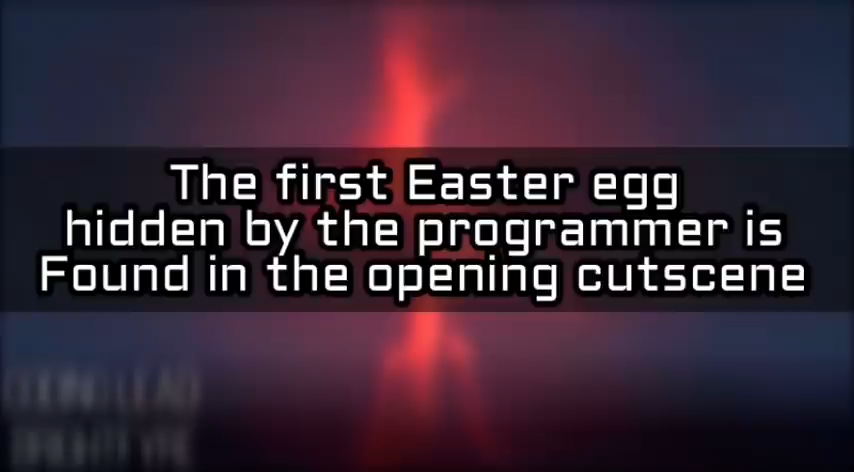 The first Easter egg
hidden by the programmer is
Found in the opening cutscene